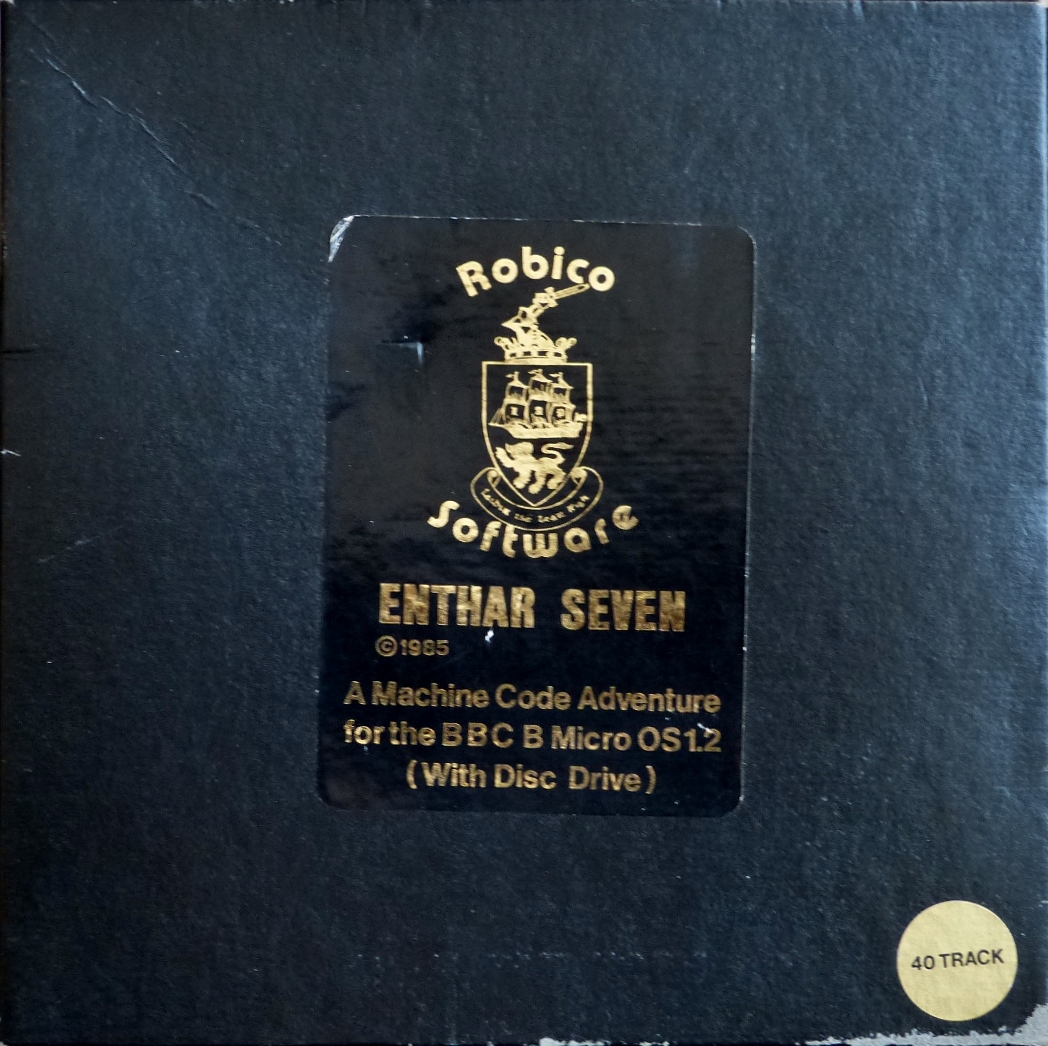 Robico
Software
ENTHAR SEVEN
©1985
A Machine Code Adventure
for the BBC B Micro OS1.2
(With Disc Drive)
40 TRACK